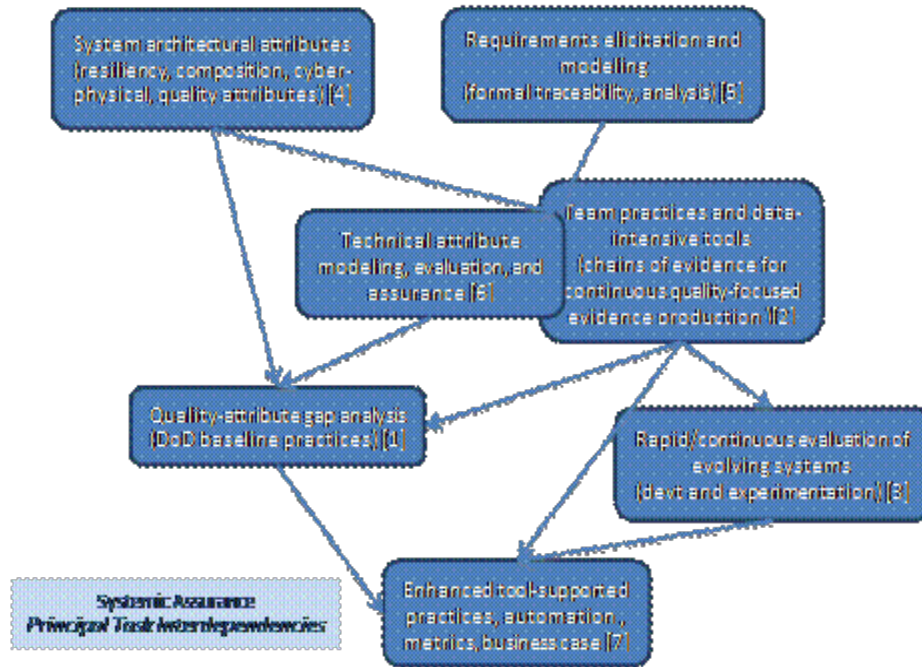 System architectural attributes
(resiliency, composition, cyber-
physical, quality attributes) [4]
Requirements elicitation and
modelling
(formal traceability, analysis) [5]
Technical attribute
modelling, evaluation, and
assurance [6]
Team practices and data-
intensive tools
(chains of evidence for
continuous quality-focused
evidence production ) [2]
Quality-attribute gap analysis
(DoD baseline practices) [1]
Rapid/continuous evaluation of
evolving systems
(devt and experimentation) [3]
Enhanced tool-supported
practices, automation,
metrics, business case [7]
Systemic Assurance
Principal Task Interdependencies